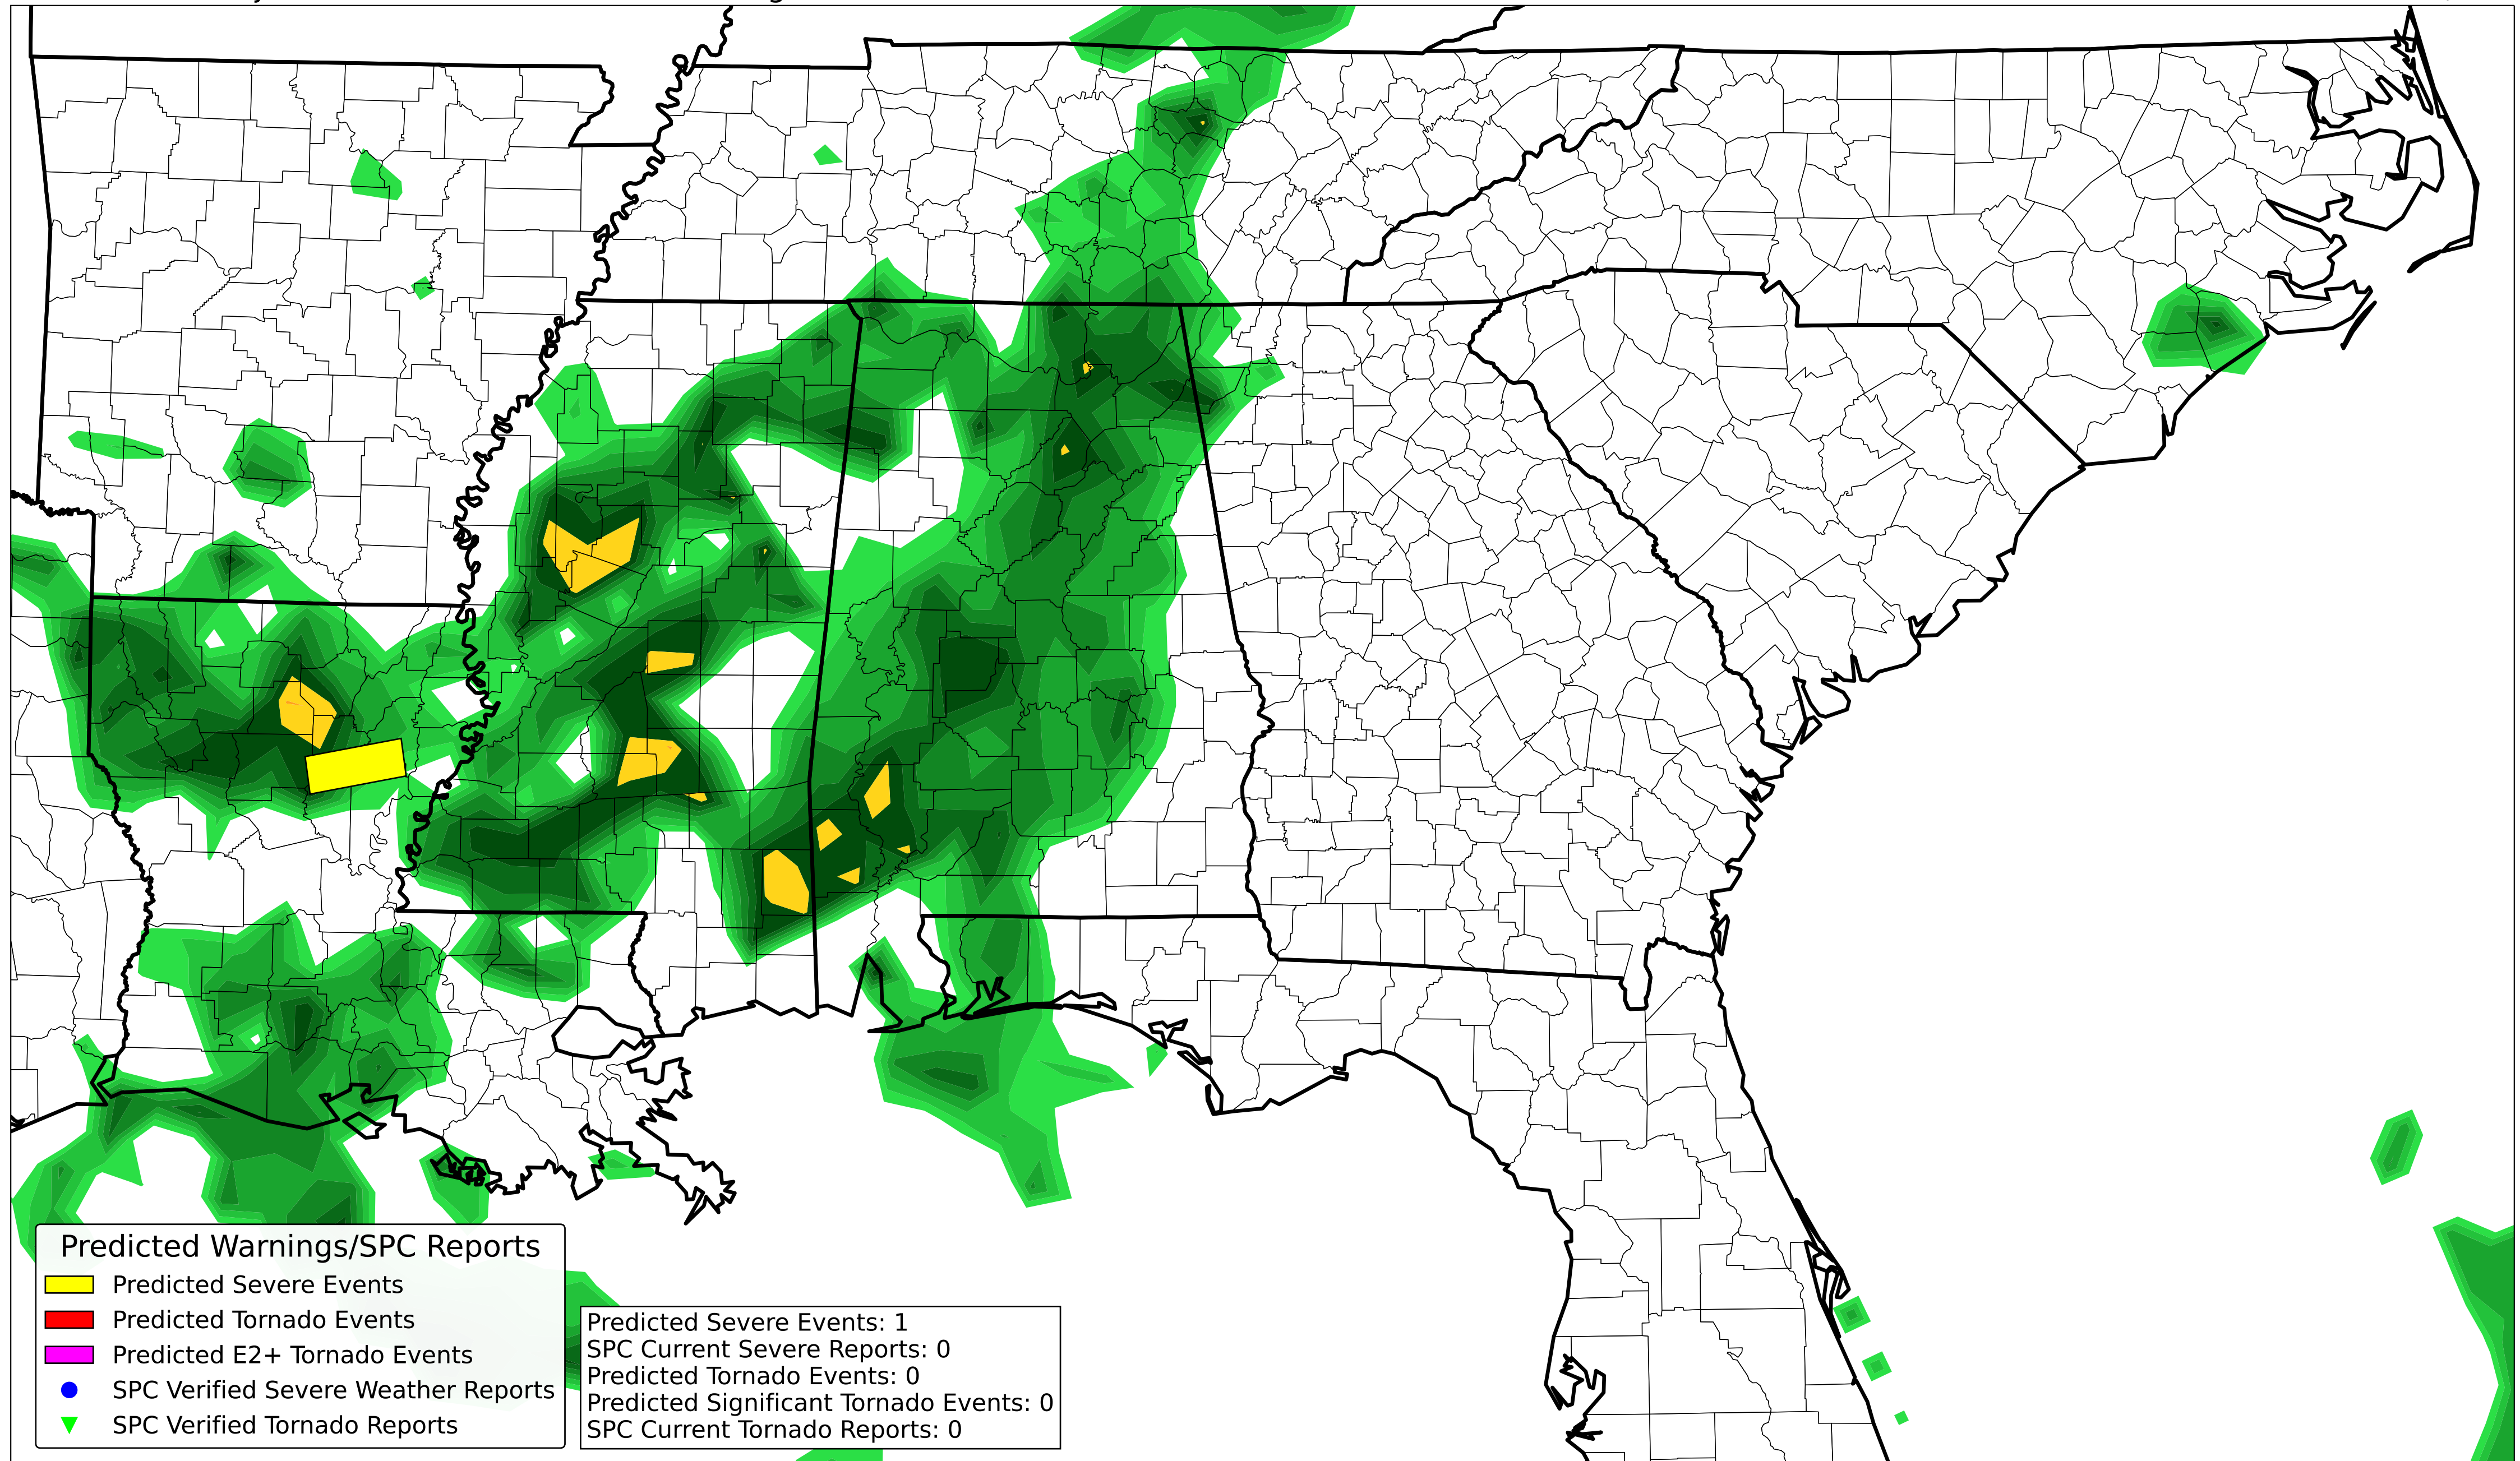 Predicted Warnings/SPC Reports
Predicted Severe Events
Predicted Tornado Events
Predicted E2+ Tornado Events
SPC Verified Severe Weather Reports
SPC Verified Tornado Reports
Predicted Severe Events: 1
SPC Current Severe Reports: 0
Predicted Tornado Events: 0
Predicted Significant Tornado Events: 0
SPC Current Tornado Reports: 0